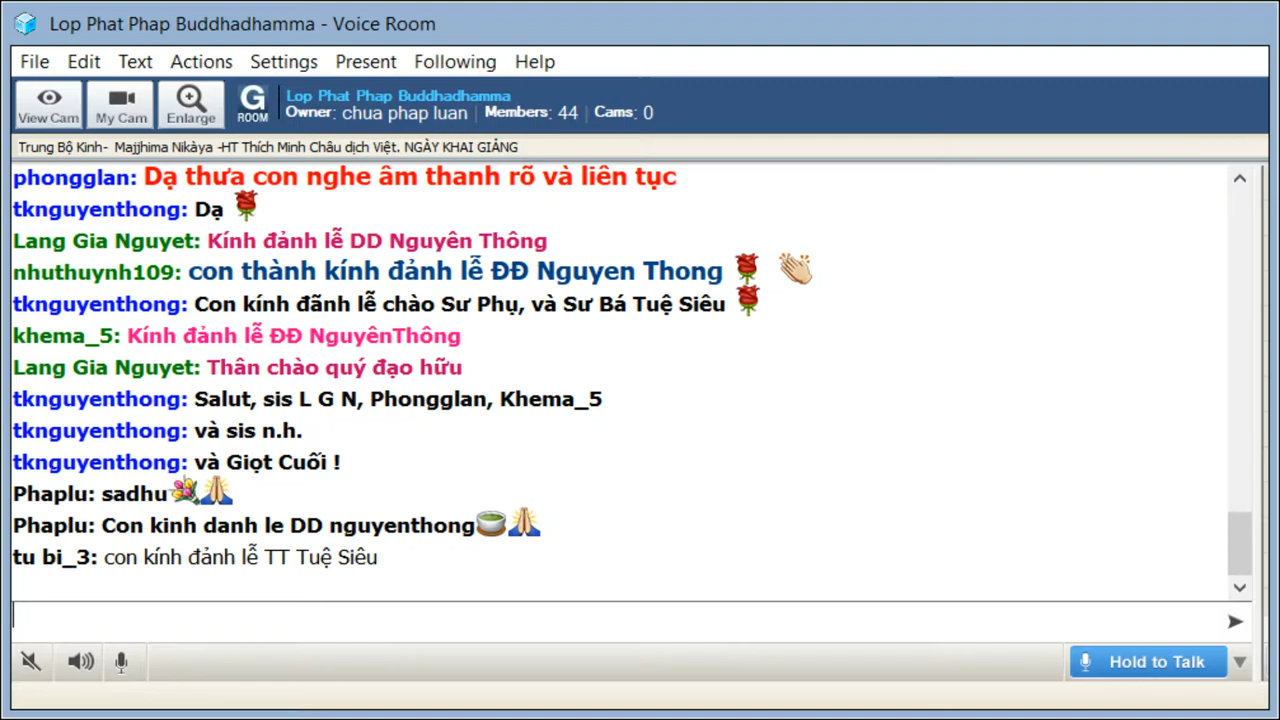 Lop Phat Phap Buddhadhamma - Voice Room
File Edit Text Actions Settings Present Following Help
View Cam My Cam Enlarge G ROOM
Lop Phat Phap Buddhadhamma
Owner: chua phap luan | Members: 44 | Cams: 0
Trung Bộ Kinh- Majjhima Nikàya -HT Thích Minh Châu dịch Việt. NGÀY KHAI GIẢNG
phongglan: Dạ thưa con nghe âm thanh rõ và liên tục
tknguyenthong: Dạ
Lang Gia Nguyet: Kính đảnh lễ DD Nguyên Thông
nhuthuynh109: con thành kính đảnh lễ ĐĐ Nguyen Thong
tknguyenthong: Con kính đãnh lễ chào Sư Phụ, và Sư Bá Tuệ Siêu
khema_5: Kính đảnh lễ ĐĐ NguyênThông
Lang Gia Nguyet: Thân chào quý đạo hữu
tknguyenthong: Salut, sis L G N, Phongglan, Khema_5
tknguyenthong: và sis n.h.
tknguyenthong: và Giọt Cuối !
Phaplu: sadhu
Phaplu: Con kinh danh le DD nguyenthong
tu bi_3: con kính đảnh lễ TT Tuệ Siêu
Hold to Talk